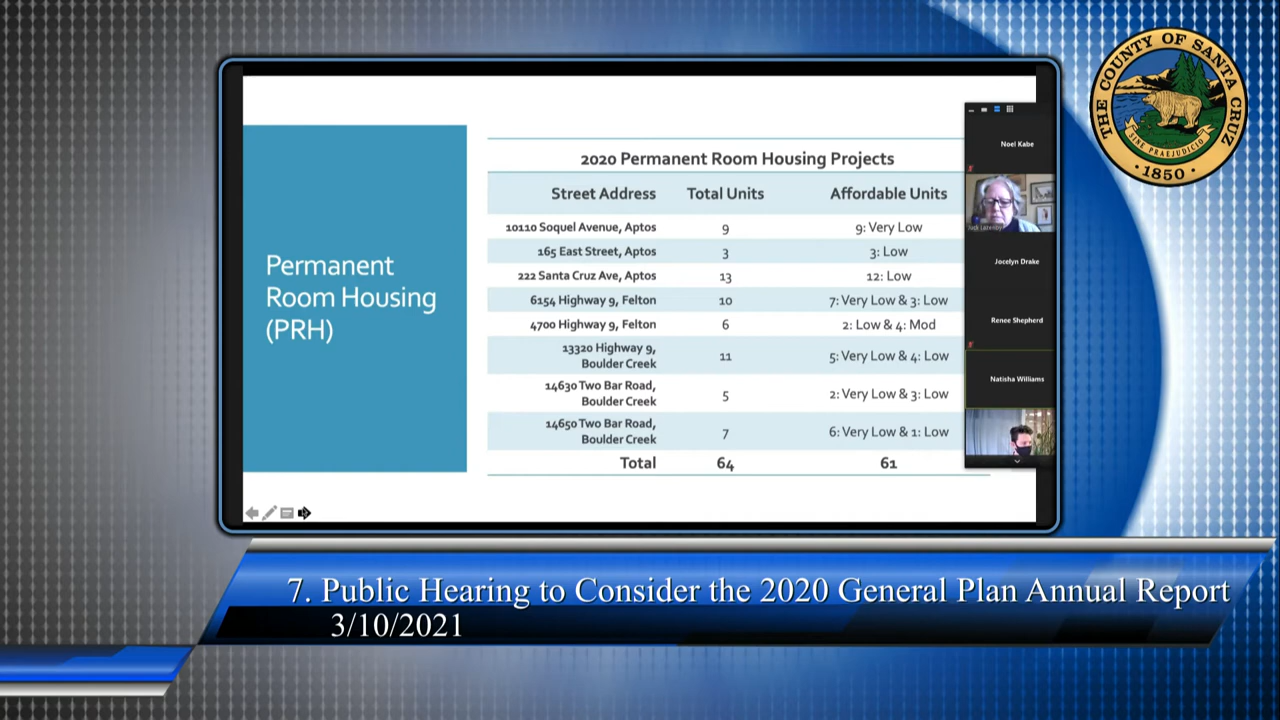 THE COUNTY OF SANTA CRUZ
SINE PRAEJUDICIO
1850
Permanent
Room Housing
(PRH)
2020 Permanent Room Housing Projects
Street Address Total Units Affordable Units
10110 Soquel Avenue, Aptos 9 9: Very Low
165 East Street, Aptos 3 3: Low
222 Santa Cruz Ave, Aptos 13 12: Low
6154 Highway 9, Felton 10 7: Very Low & 3: Low
4700 Highway 9, Felton 6 2: Low & 4: Mod
13320 Highway 9,
Boulder Creek 11 5: Very Low & 4: Low
14630 Two Bar Road,
Boulder Creek 5 2: Very Low & 3: Low
14650 Two Bar Road,
Boulder Creek 7 6: Very Low & 1: Low
Total 64 61
Noel Kabe
Jocelyn Drake
Renee Shepherd
Natisha Williams
7. Public Hearing to Consider the 2020 General Plan Annual Report
3/10/2021